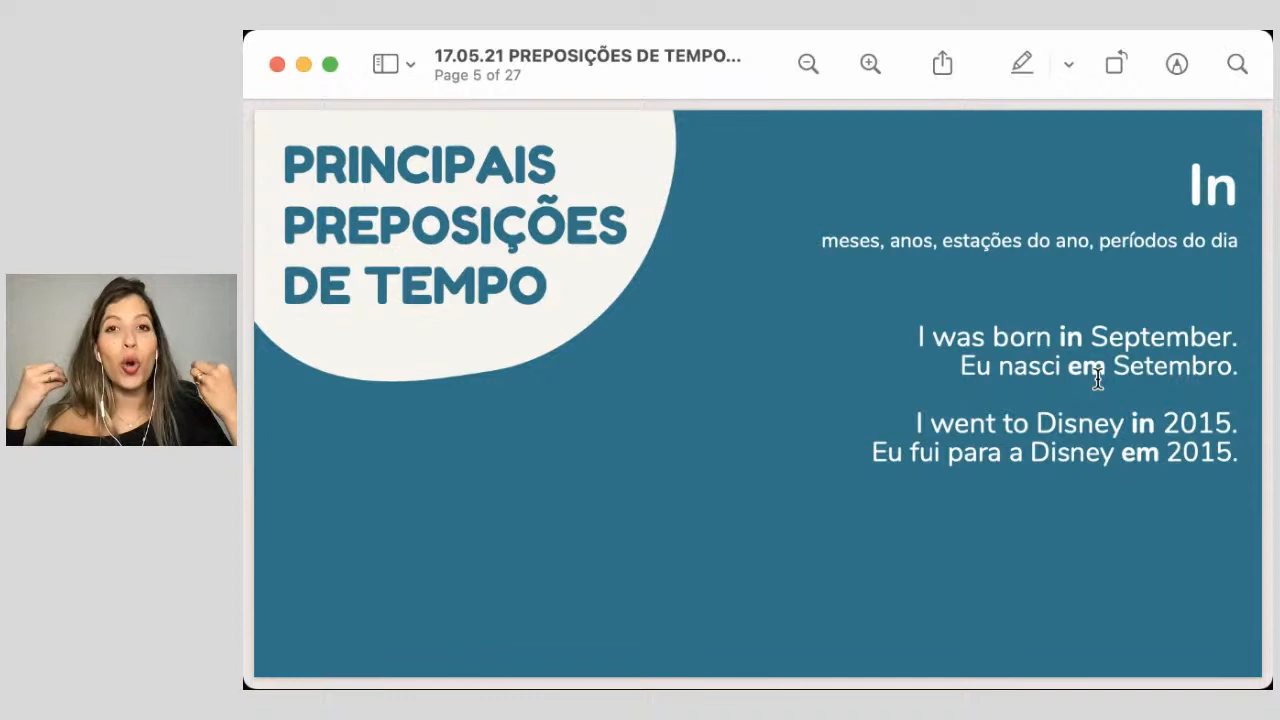 17.05.21 PREPOSIÇÕES DE TEMPO...
Page 5 of 27
PRINCIPAIS
PREPOSIÇÕES
DE TEMPO
In
meses, anos, estações do ano, períodos do dia
I was born in September.
Eu nasci em Setembro.
I went to Disney in 2015.
Eu fui para a Disney em 2015.